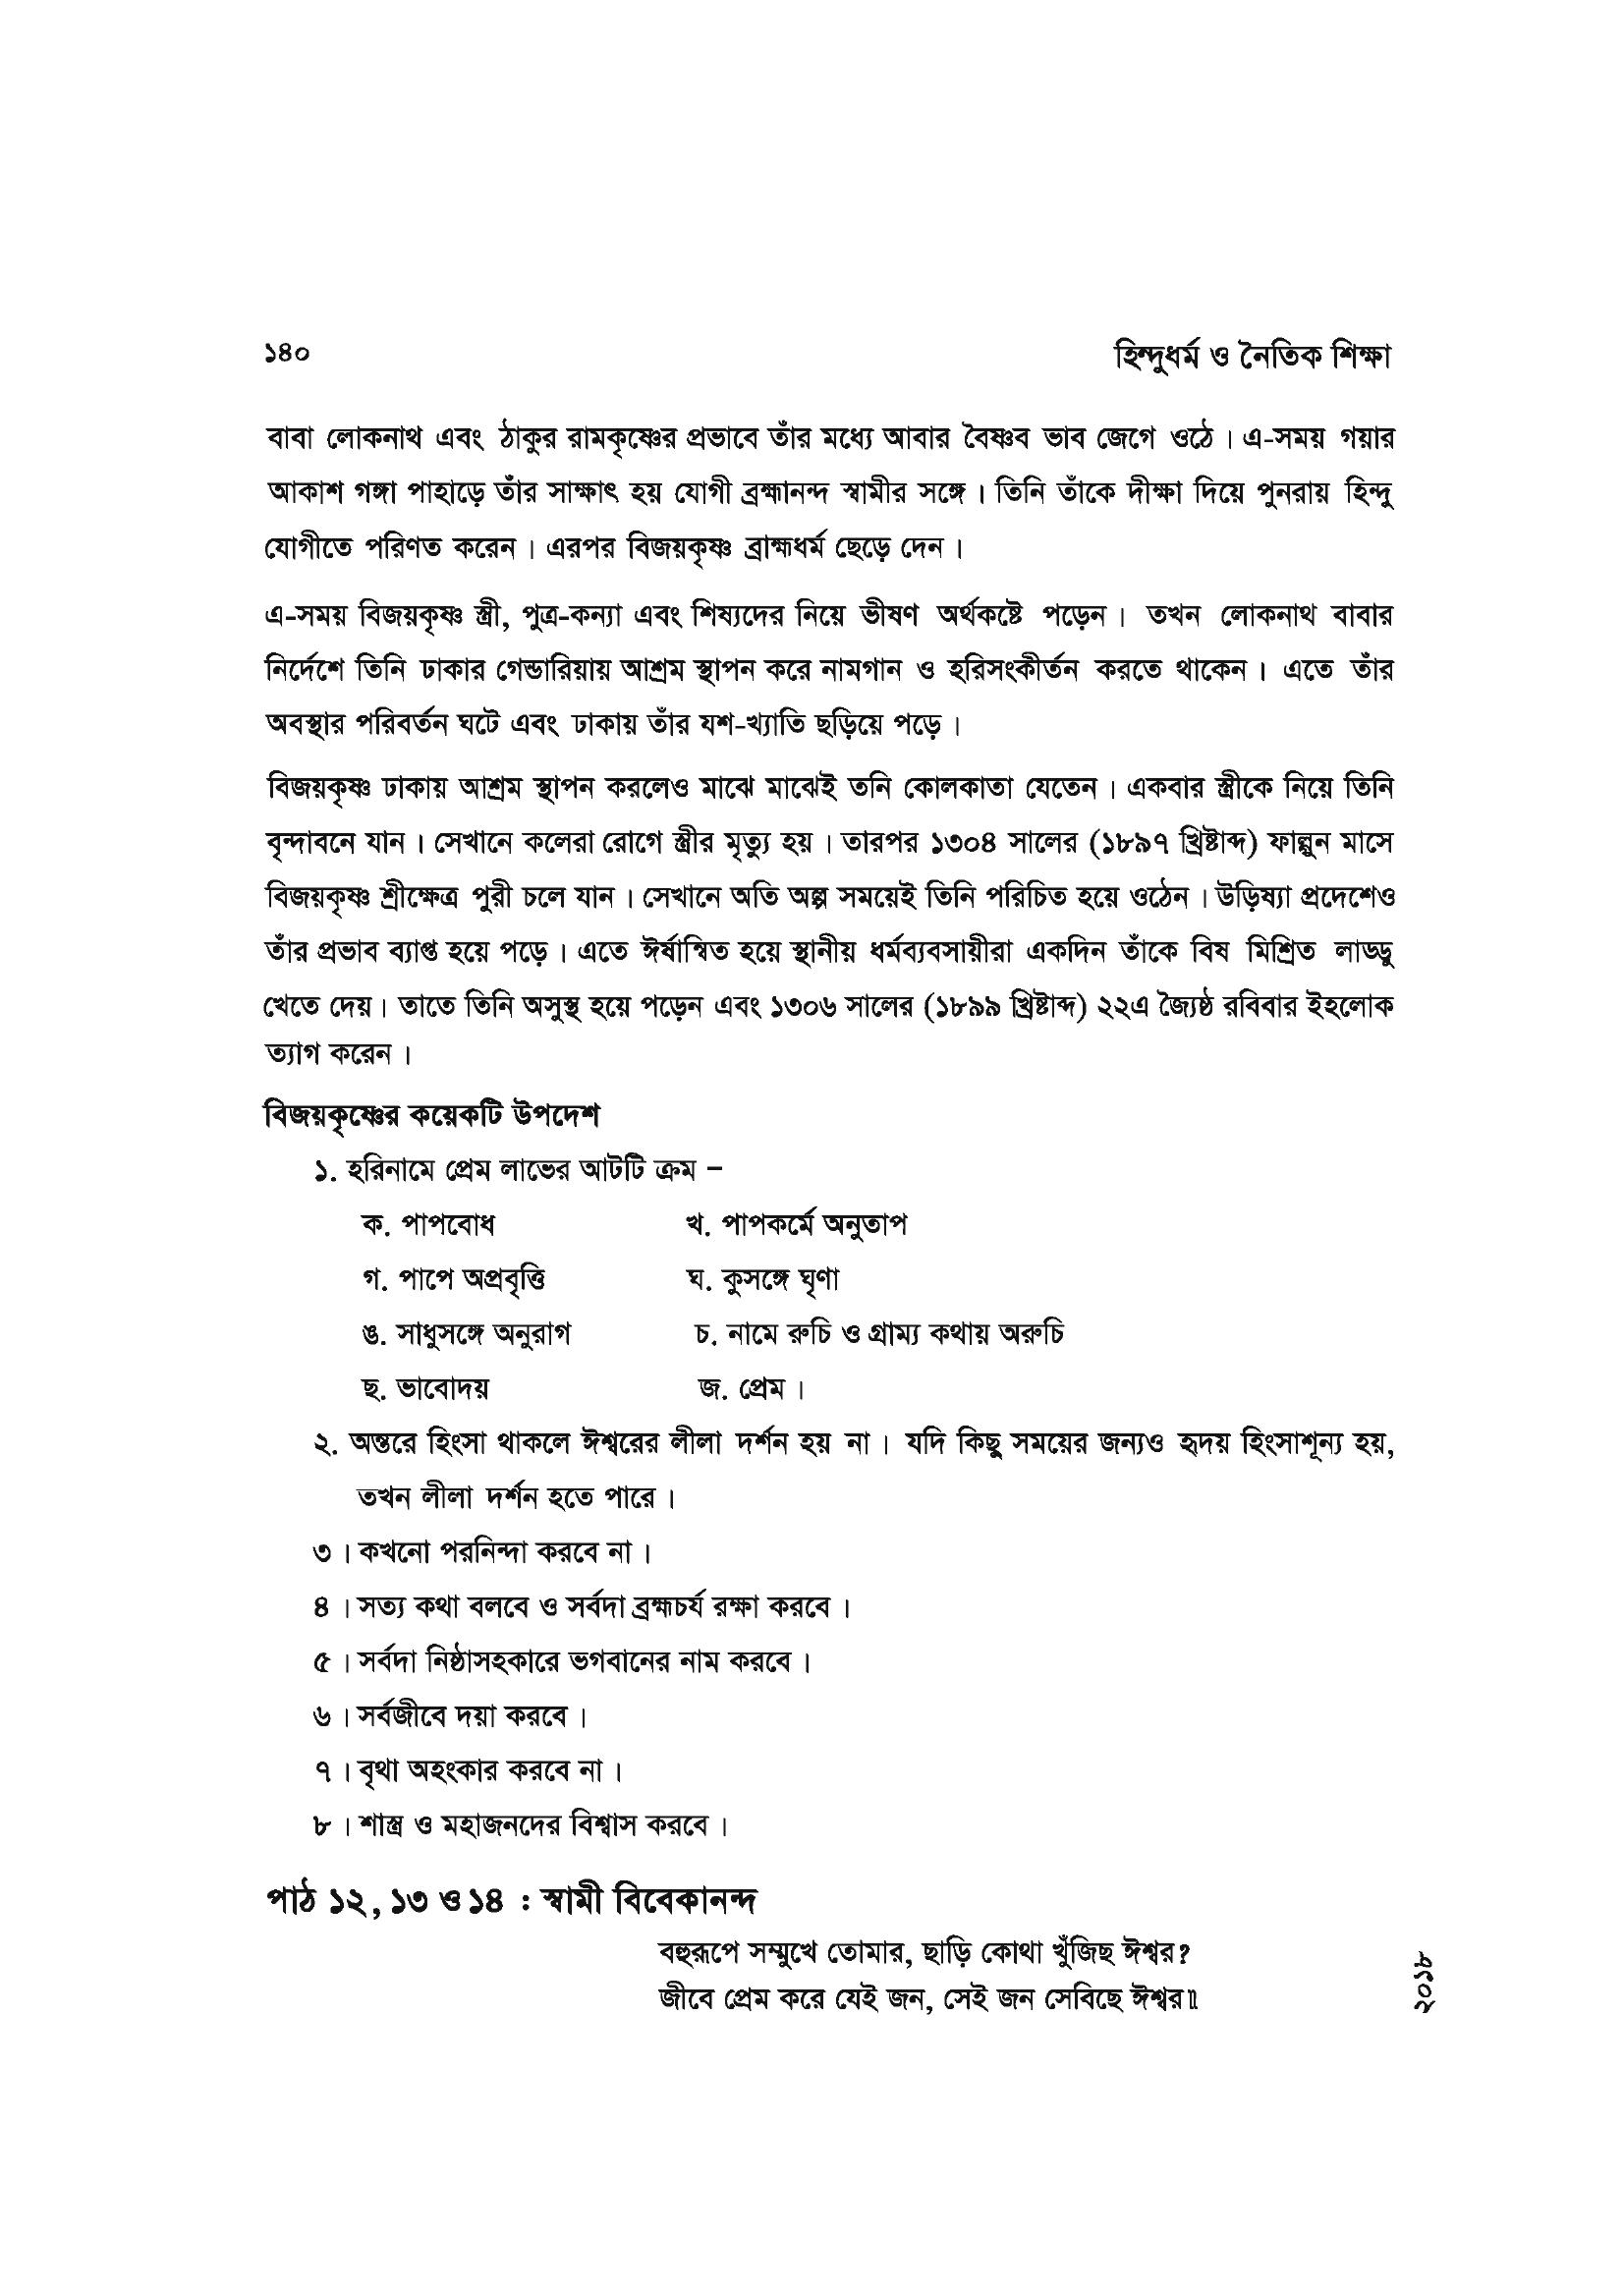 ১৪০
হিন্দুধর্ম ও নৈতিক শিক্ষা
বাবা লোকনাথ এবং ঠাকুর রামকৃষ্ণের প্রভাবে তাঁর মধ্যে আবার বৈষ্ণব ভাব জেগে ওঠে। এ-সময় গয়ার
আকাশ গঙ্গা পাহাড়ে তাঁর সাক্ষাৎ হয় যোগী ব্রহ্মানন্দ স্বামীর সঙ্গে। তিনি তাঁকে দীক্ষা দিয়ে পুনরায় হিন্দু
যোগীতে পরিণত করেন। এরপর বিজয়কৃষ্ণ ব্রাহ্মধর্ম ছেড়ে দেন।
এ-সময় বিজয়কৃষ্ণ স্ত্রী, পুত্র-কন্যা এবং শিষ্যদের নিয়ে ভীষণ অর্থকষ্টে পড়েন। তখন লোকনাথ বাবার
নির্দেশে তিনি ঢাকার গেন্ডারিয়ায় আশ্রম স্থাপন করে নামগান ও হরিসংকীর্তন করতে থাকেন। এতে তাঁর
অবস্থার পরিবর্তন ঘটে এবং ঢাকায় তাঁর যশ-খ্যাতি ছড়িয়ে পড়ে।
বিজয়কৃষ্ণ ঢাকায় আশ্রম স্থাপন করলেও মাঝে মাঝেই তনি কোলকাতা যেতেন। একবার স্ত্রীকে নিয়ে তিনি
বৃন্দাবনে যান। সেখানে কলেরা রোগে স্ত্রীর মৃত্যু হয়। তারপর ১৩০৪ সালের (১৮৯৭ খ্রিষ্টাব্দ) ফাল্গুন মাসে
বিজয়কৃষ্ণ শ্রীক্ষেত্র পুরী চলে যান। সেখানে অতি অল্প সময়েই তিনি পরিচিত হয়ে ওঠেন। উড়িষ্যা প্রদেশেও
তাঁর প্রভাব ব্যাপ্ত হয়ে পড়ে। এতে ঈর্ষান্বিত হয়ে স্থানীয় ধর্মব্যবসায়ীরা একদিন তাঁকে বিষ মিশ্রিত লাড্ডু
খেতে দেয়। তাতে তিনি অসুস্থ হয়ে পড়েন এবং ১৩০৬ সালের (১৮৯৯ খ্রিষ্টাব্দ) ২২এ জ্যৈষ্ঠ রবিবার ইহলোক
ত্যাগ করেন।
বিজয়কৃষ্ণের কয়েকটি উপদেশ
১. হরিনামে প্রেম লাভের আটটি ক্রম –
ক. পাপবোধ খ. পাপকর্মে অনুতাপ
গ. পাপে অপ্রবৃত্তি ঘ. কুসঙ্গে ঘৃণা
ঙ. সাধুসঙ্গে অনুরাগ চ. নামে রুচি ও গ্রাম্য কথায় অরুচি
ছ. ভাবোদয় জ. প্রেম।
২. অন্তরে হিংসা থাকলে ঈশ্বরের লীলা দর্শন হয় না। যদি কিছু সময়ের জন্যও হৃদয় হিংসাশূন্য হয়,
তখন লীলা দর্শন হতে পারে।
৩। কখনো পরনিন্দা করবে না।
৪। সত্য কথা বলবে ও সর্বদা ব্রহ্মচর্য রক্ষা করবে।
৫। সর্বদা নিষ্ঠাসহকারে ভগবানের নাম করবে।
৬। সর্বজীবে দয়া করবে।
৭। বৃথা অহংকার করবে না।
৮। শাস্ত্র ও মহাজনদের বিশ্বাস করবে।
পাঠ ১২, ১৩ ও ১৪ : স্বামী বিবেকানন্দ
বহুরূপে সম্মুখে তোমার, ছাড়ি কোথা খুঁজিছ ঈশ্বর?
জীবে প্রেম করে যেই জন, সেই জন সেবিছে ঈশ্বর॥
২০১৮